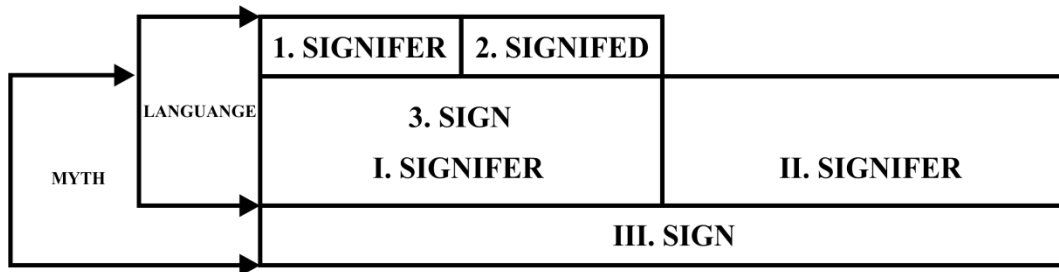 1. SIGNIFER
2. SIGNIFED
LANGUANGE
3. SIGN
MYTH
I. SIGNIFER
II. SIGNIFER
III. SIGN